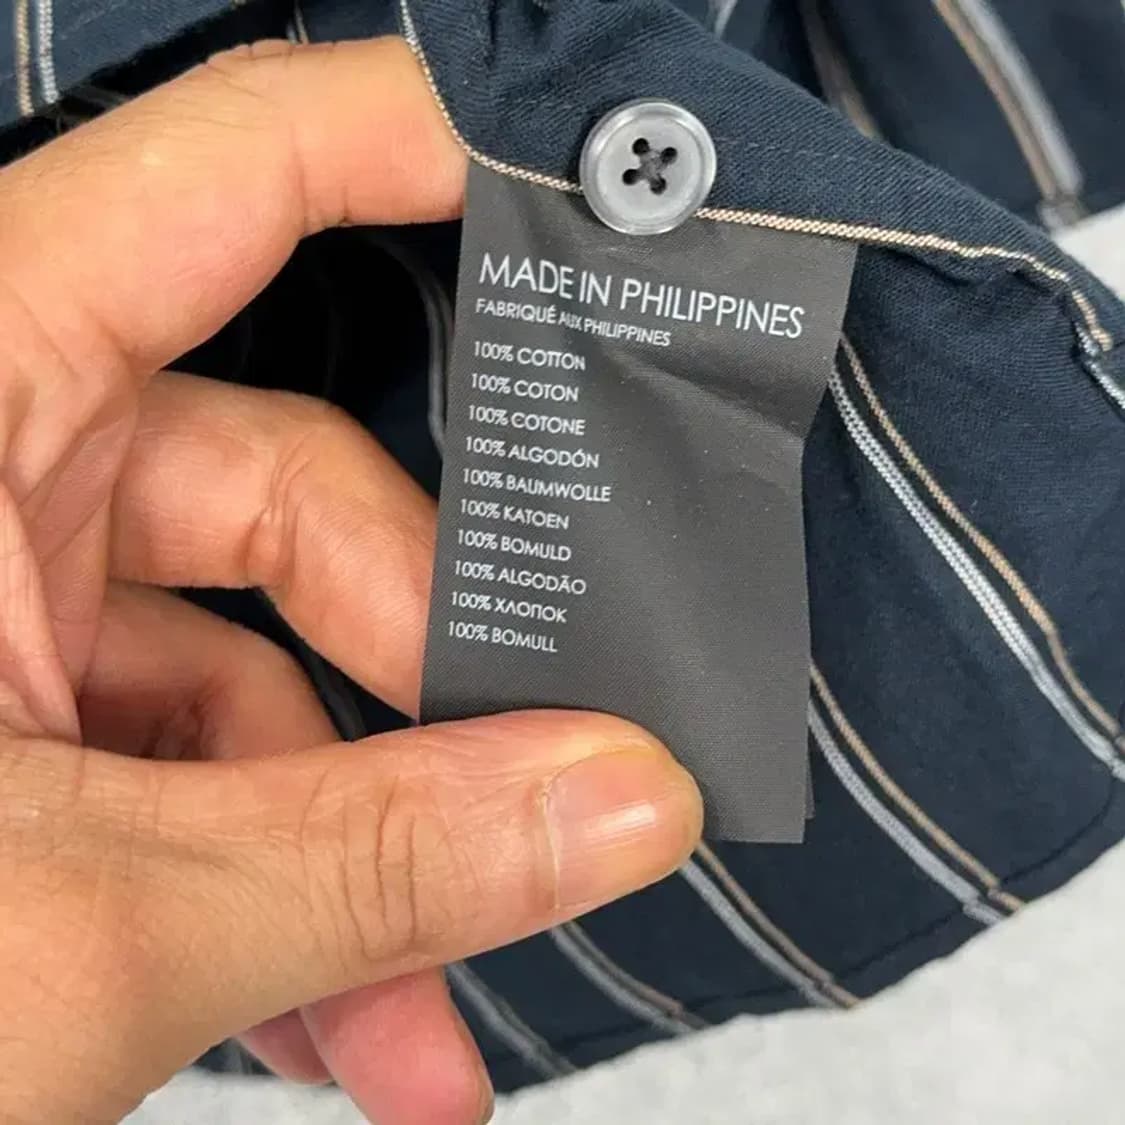 MADE IN PHILIPPINES
FABRIQUÉ AUX PHILIPPINES
100% COTTON
100% COTON
100% COTONE
100% ALGODÓN
100% BAUMWOLLE
100% KATOEN
100% BOMULD
100% ALGODÃO
100% ХЛОПОК
100% BOMULL